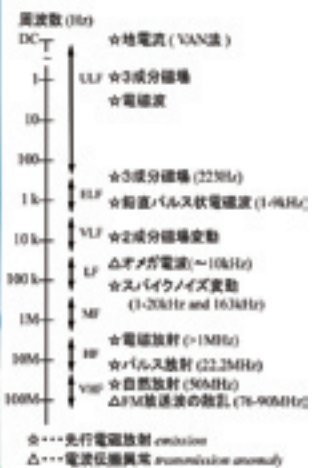 周波数 (Hz)
DC ☆地電流 (VAN法)
1 ULF ☆3成分磁場
☆電磁波
10
100
☆3成分磁場 (223Hz)
1 k ELF ☆鉛直パルス状電磁波 (1-9kHz)
VLF ☆2成分磁場変動
10 k
LF △オメガ電波(～10kHz)
100 k ☆スパイクノイズ変動
(1-20kHz and 163kHz)
1M MF
HF ☆電磁放射 (>1MHz)
10M ☆パルス放射 (22.2MHz)
VHF ☆自然放射 (50MHz)
100M △FM放送波の散乱 (76-90MHz)
☆･･･先行電磁放射 emission
△･･･電波伝搬異常 transmission anomaly